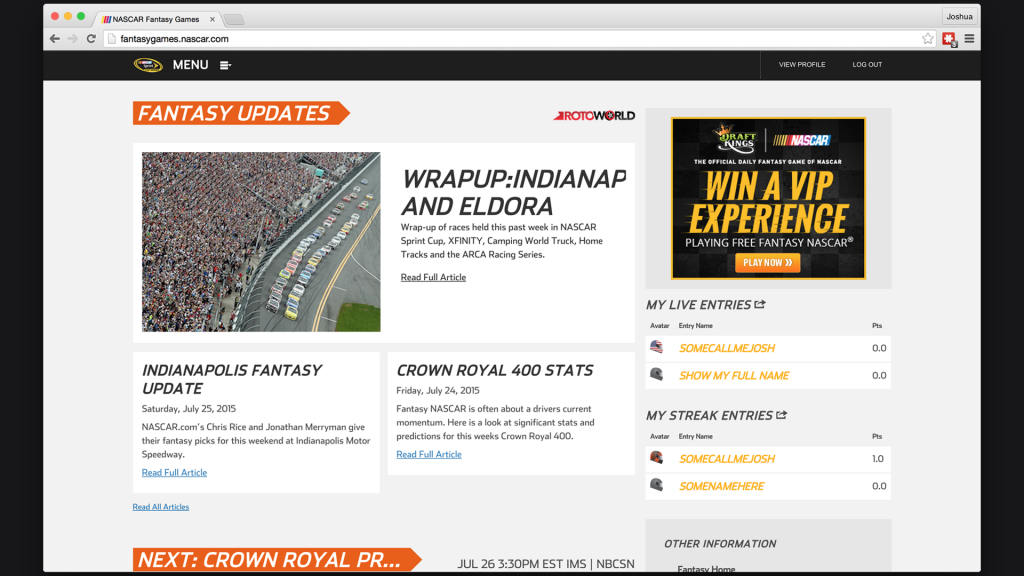 NASCAR Fantasy Games
Joshua
fantasygames.nascar.com
MENU
VIEW PROFILE
LOG OUT
FANTASY UPDATES
ROTOWORLD
WRAPUP:INDIANAP
AND ELDORA
Wrap-up of races held this past week in NASCAR
Sprint Cup, XFINITY, Camping World Truck, Home
Tracks and the ARCA Racing Series.
Read Full Article
INDIANAPOLIS FANTASY
UPDATE
Saturday, July 25, 2015
NASCAR.com's Chris Rice and Jonathan Merryman give
their fantasy picks for this weekend at Indianapolis Motor
Speedway.
Read Full Article
CROWN ROYAL 400 STATS
Friday, July 24, 2015
Fantasy NASCAR is often about a drivers current
momentum. Here is a look at significant stats and
predictions for this weeks Crown Royal 400.
Read Full Article
Read All Articles
NEXT: CROWN ROYAL PR...
JUL 26 3:30PM EST IMS | NBCSN
DRAFT
KINGS
NASCAR
THE OFFICIAL DAILY FANTASY GAME OF NASCAR
WIN A VIP
EXPERIENCE
PLAYING FREE FANTASY NASCAR®
PLAY NOW »
MY LIVE ENTRIES
Avatar Entry Name Pts
SOMECALLMEJOSH 0.0
SHOW MY FULL NAME 0.0
MY STREAK ENTRIES
Avatar Entry Name Pts
SOMECALLMEJOSH 1.0
SOMENAMEHERE 0.0
OTHER INFORMATION
Fantasy Home